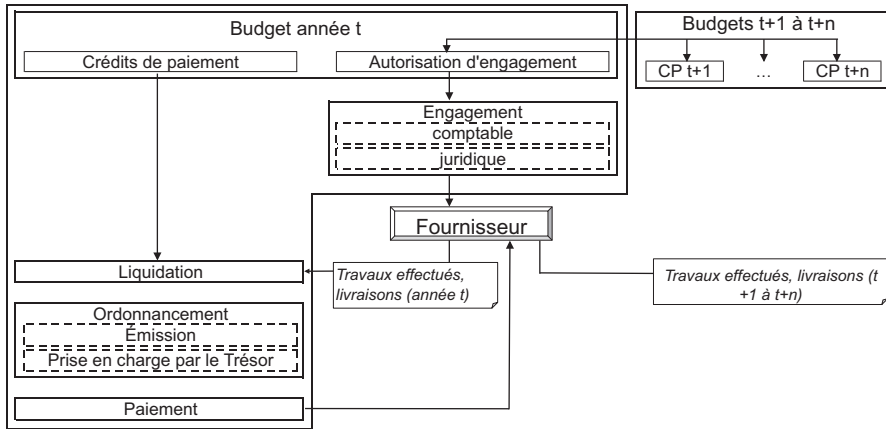 Budget année t
Budgets t+1 à t+n
Crédits de paiement
Autorisation d'engagement
CP t+1
...
CP t+n
Engagement
comptable
juridique
Fournisseur
Liquidation
Travaux effectués,
livraisons (année t)
Travaux effectués, livraisons (t
+1 à t+n)
Ordonnancement
Émission
Prise en charge par le Trésor
Paiement